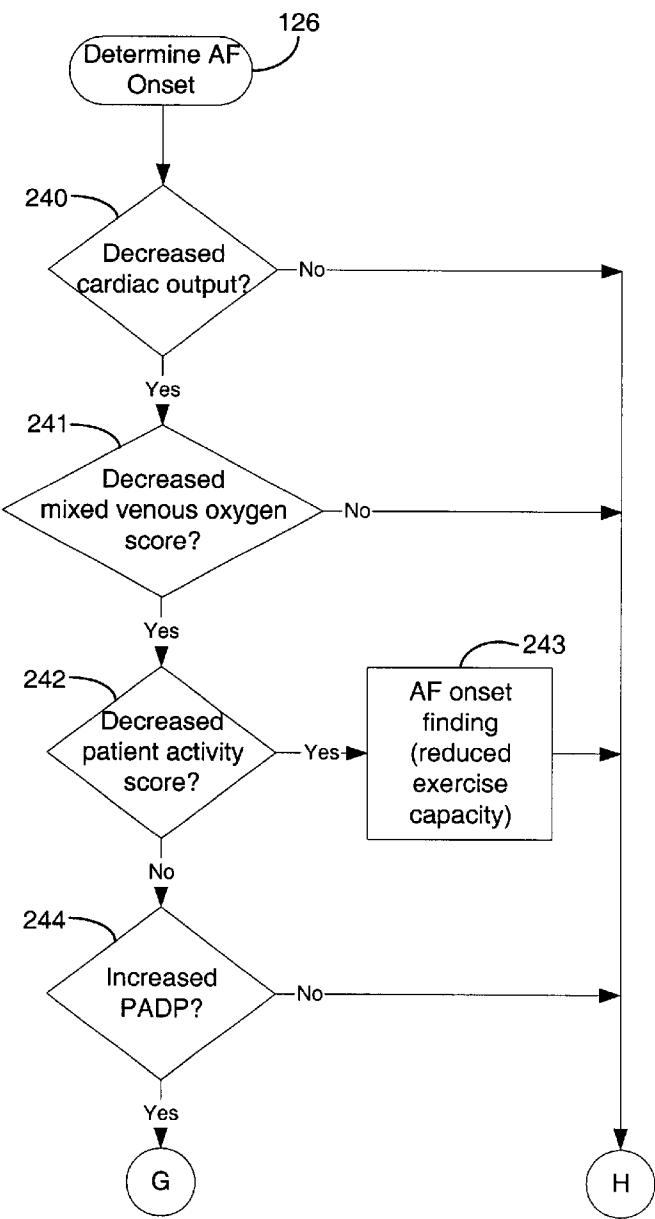 126
Determine AF
Onset
240
Decreased
cardiac output?
No
Yes
241
Decreased
mixed venous oxygen
score?
No
Yes
242
Decreased
patient activity
score?
Yes
243
AF onset
finding
(reduced
exercise
capacity)
No
244
Increased
PADP?
No
Yes
G
H